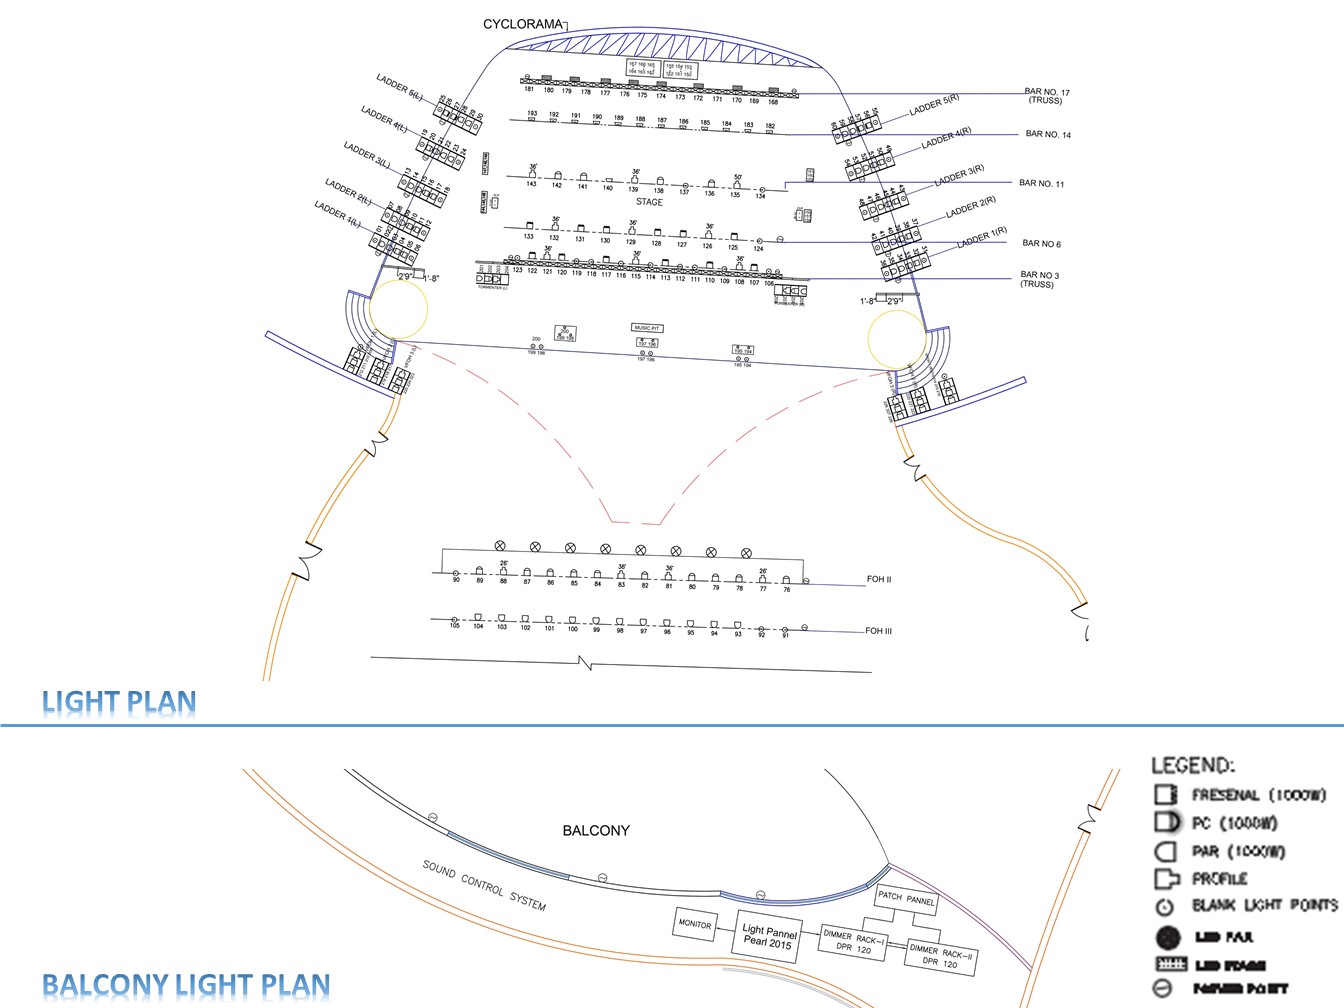 CYCLORAMA
157 166 165
164 163 162
155 154 153
152 151 150
181 180 179 178 177 176 175 174 173 172 171 170 169 168
BAR NO. 17
(TRUSS)
193 192 191 190 189 188 187 186 185 184 183 182
BAR NO. 14
36' 36' 50'
143 142 141 140 139 138 137 136 135 134
BAR NO. 11
STAGE
36' 36' 36'
133 132 131 130 129 128 127 126 125 124
BAR NO 6
36' 36' 36'
123 122 121 120 119 118 117 116 115 114 113 112 111 110 109 108 107 106
BAR NO 3
(TRUSS)
LADDER 5(L)
LADDER 4(L)
LADDER 3(L)
LADDER 2(L)
LADDER 1(L)
LADDER 5(R)
LADDER 4(R)
LADDER 3(R)
LADDER 2(R)
LADDER 1(R)
TORMENTER (L)
2'9" 1'-8"
1'-8" 2'9"
MUSIC PIT
200
199 198
197 196
195 194
200
199 198
197 196
195 194
26' 36' 36' 26'
90 89 88 87 86 85 84 83 82 81 80 79 78 77 76
FOH II
105 104 103 102 101 100 99 98 97 96 95 94 93 92 91
FOH III
LIGHT PLAN
BALCONY
SOUND CONTROL SYSTEM
MONITOR
Light Pannel
Pearl 2015
DIMMER RACK-I
DPR 120
DIMMER RACK-II
DPR 120
PATCH PANNEL
BALCONY LIGHT PLAN
LEGEND:
FRESENAL (1000W)
PC (1000W)
PAR (1000W)
PROFILE
BLANK LIGHT POINTS
LED PAR
POWER POINT